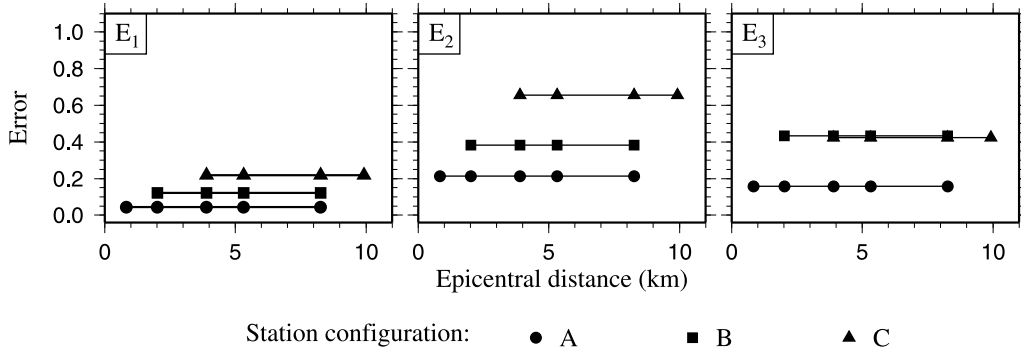 E1 E2 E3
Error
1.0
0.8
0.6
0.4
0.2
0.0
0 5 10 0 5 10 0 5 10
Epicentral distance (km)
Station configuration: A B C